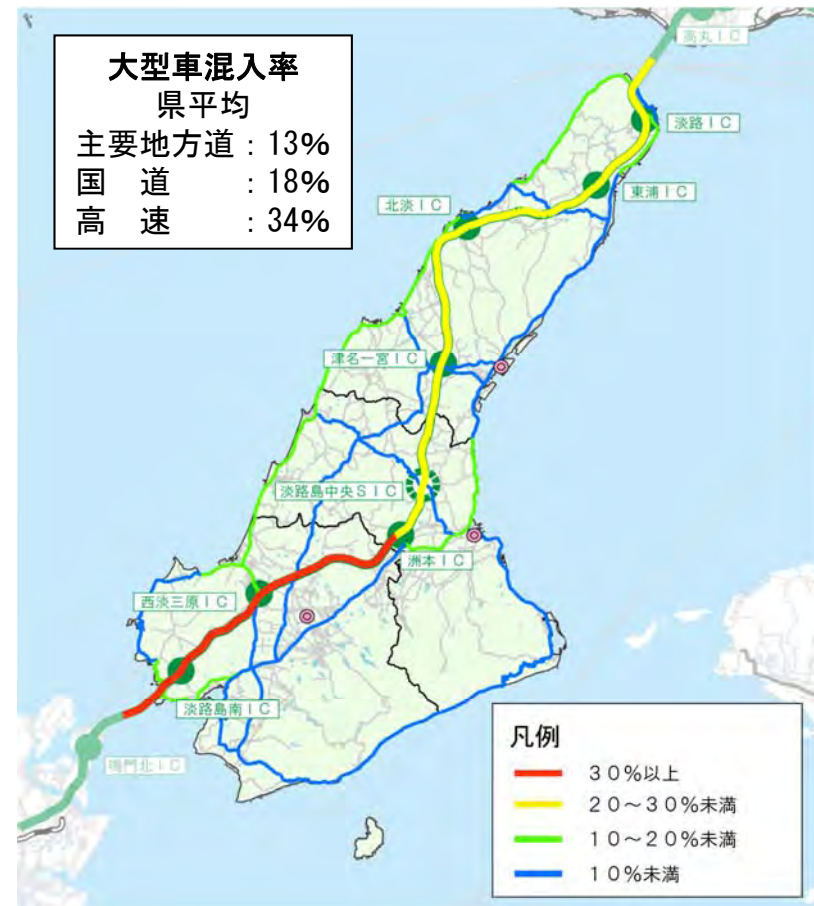 大型車混入率
県平均
主要地方道：13%
国　道　：18%
高　速　：34%
高丸ＩＣ
淡路ＩＣ
東浦ＩＣ
北淡ＩＣ
津名一宮ＩＣ
淡路島中央ＳＩＣ
洲本ＩＣ
西淡三原ＩＣ
淡路島南ＩＣ
鳴門北ＩＣ
凡例
３０％以上
２０～３０％未満
１０～２０％未満
１０％未満